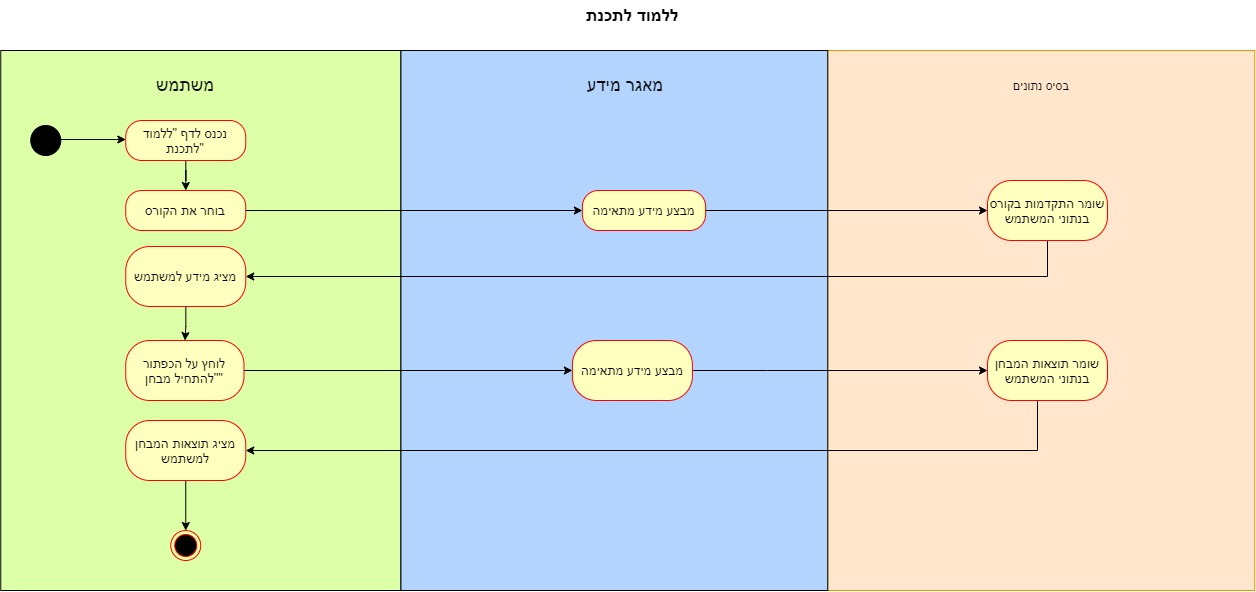 ללמוד לתכנת
משתמש
מאגר מידע
בסיס נתונים
נכנס לדף "ללמוד
לתכנת"
בוחר את הקורס
מבצע מידע מתאימה
שומר התקדמות בקורס
בנתוני המשתמש
מציג מידע למשתמש
לוחץ על הכפתור
"להתחיל מבחן"
מבצע מידע מתאימה
שומר תוצאות המבחן
בנתוני המשתמש
מציג תוצאות המבחן
למשתמש